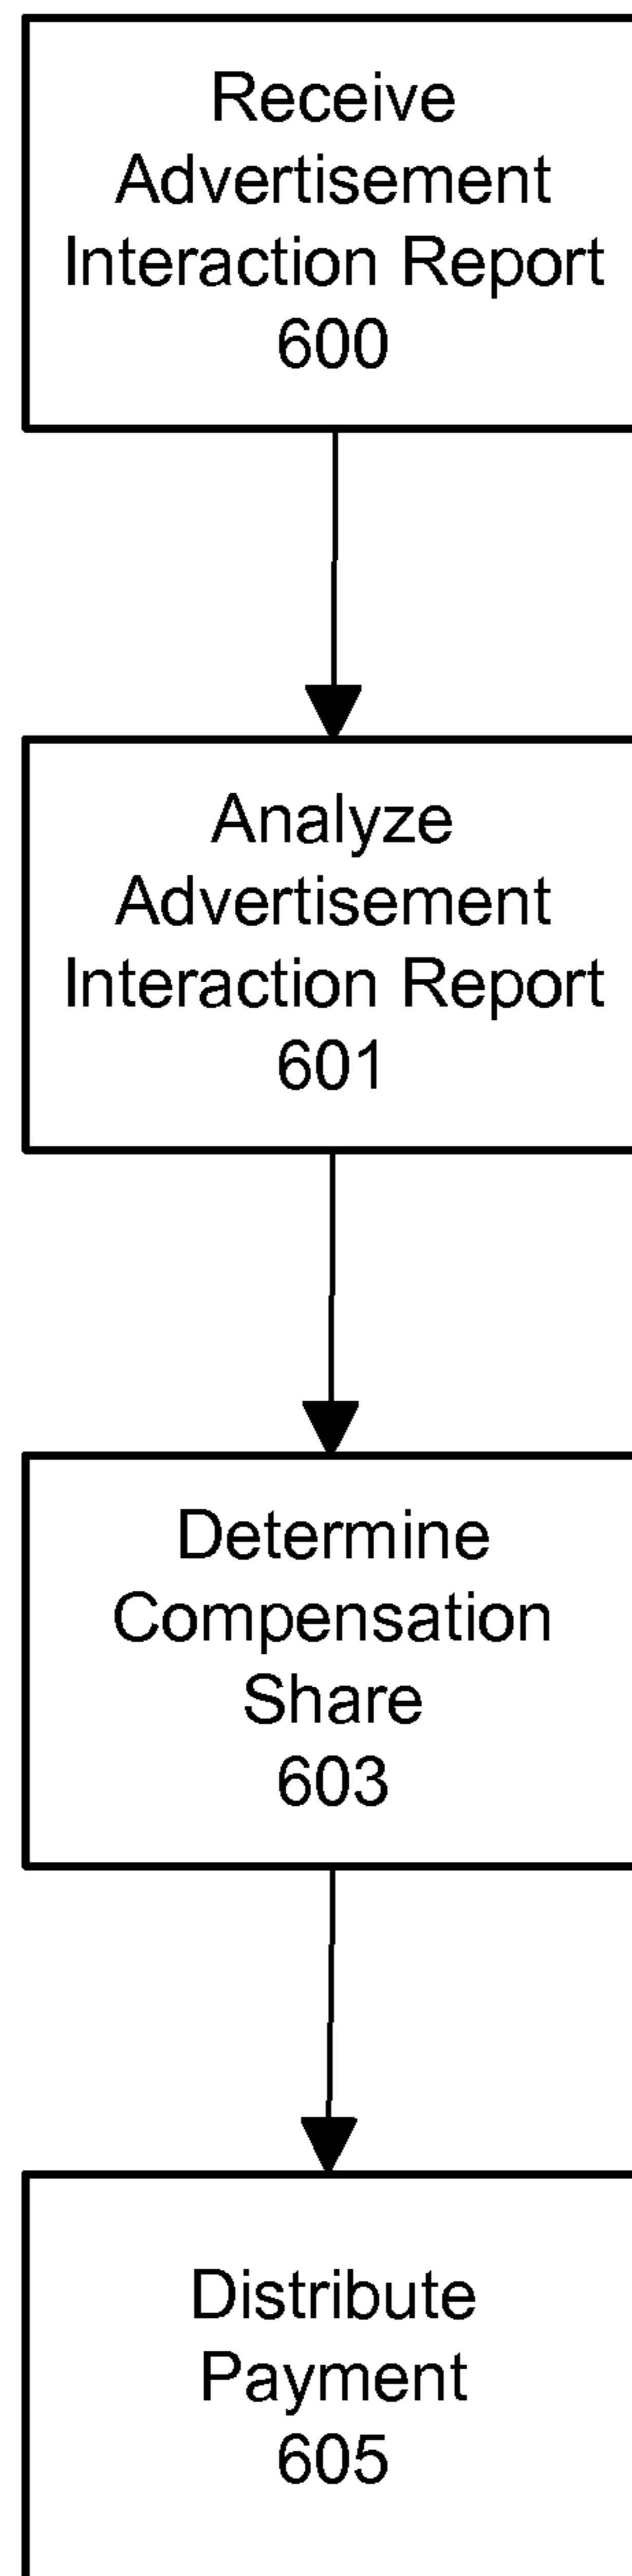 Receive
Advertisement
Interaction Report
600
Analyze
Advertisement
Interaction Report
601
Determine
Compensation
Share
603
Distribute
Payment
605